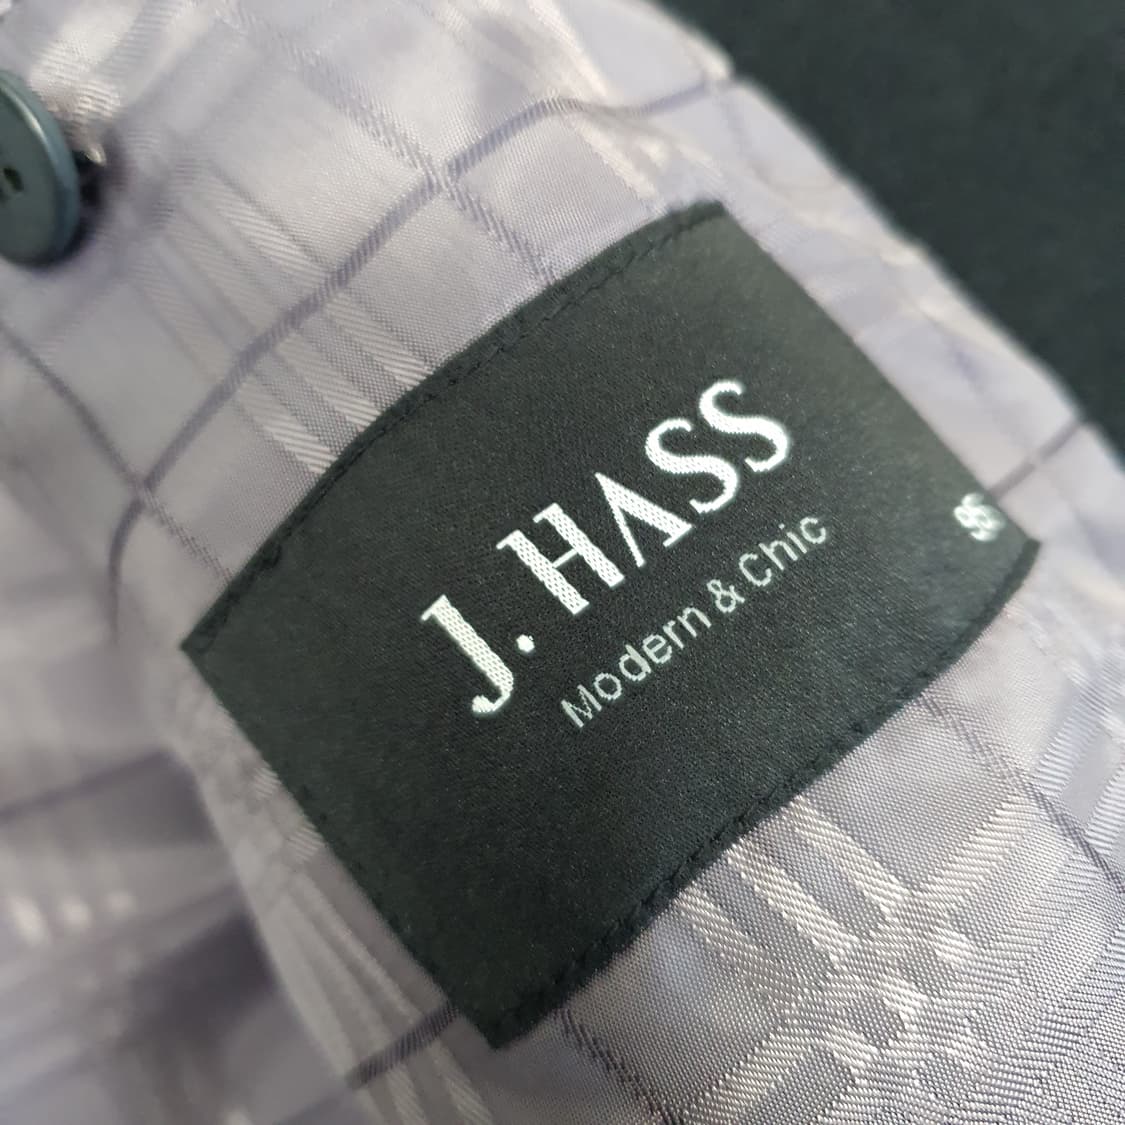 J. HASS
Modern & Chic
95